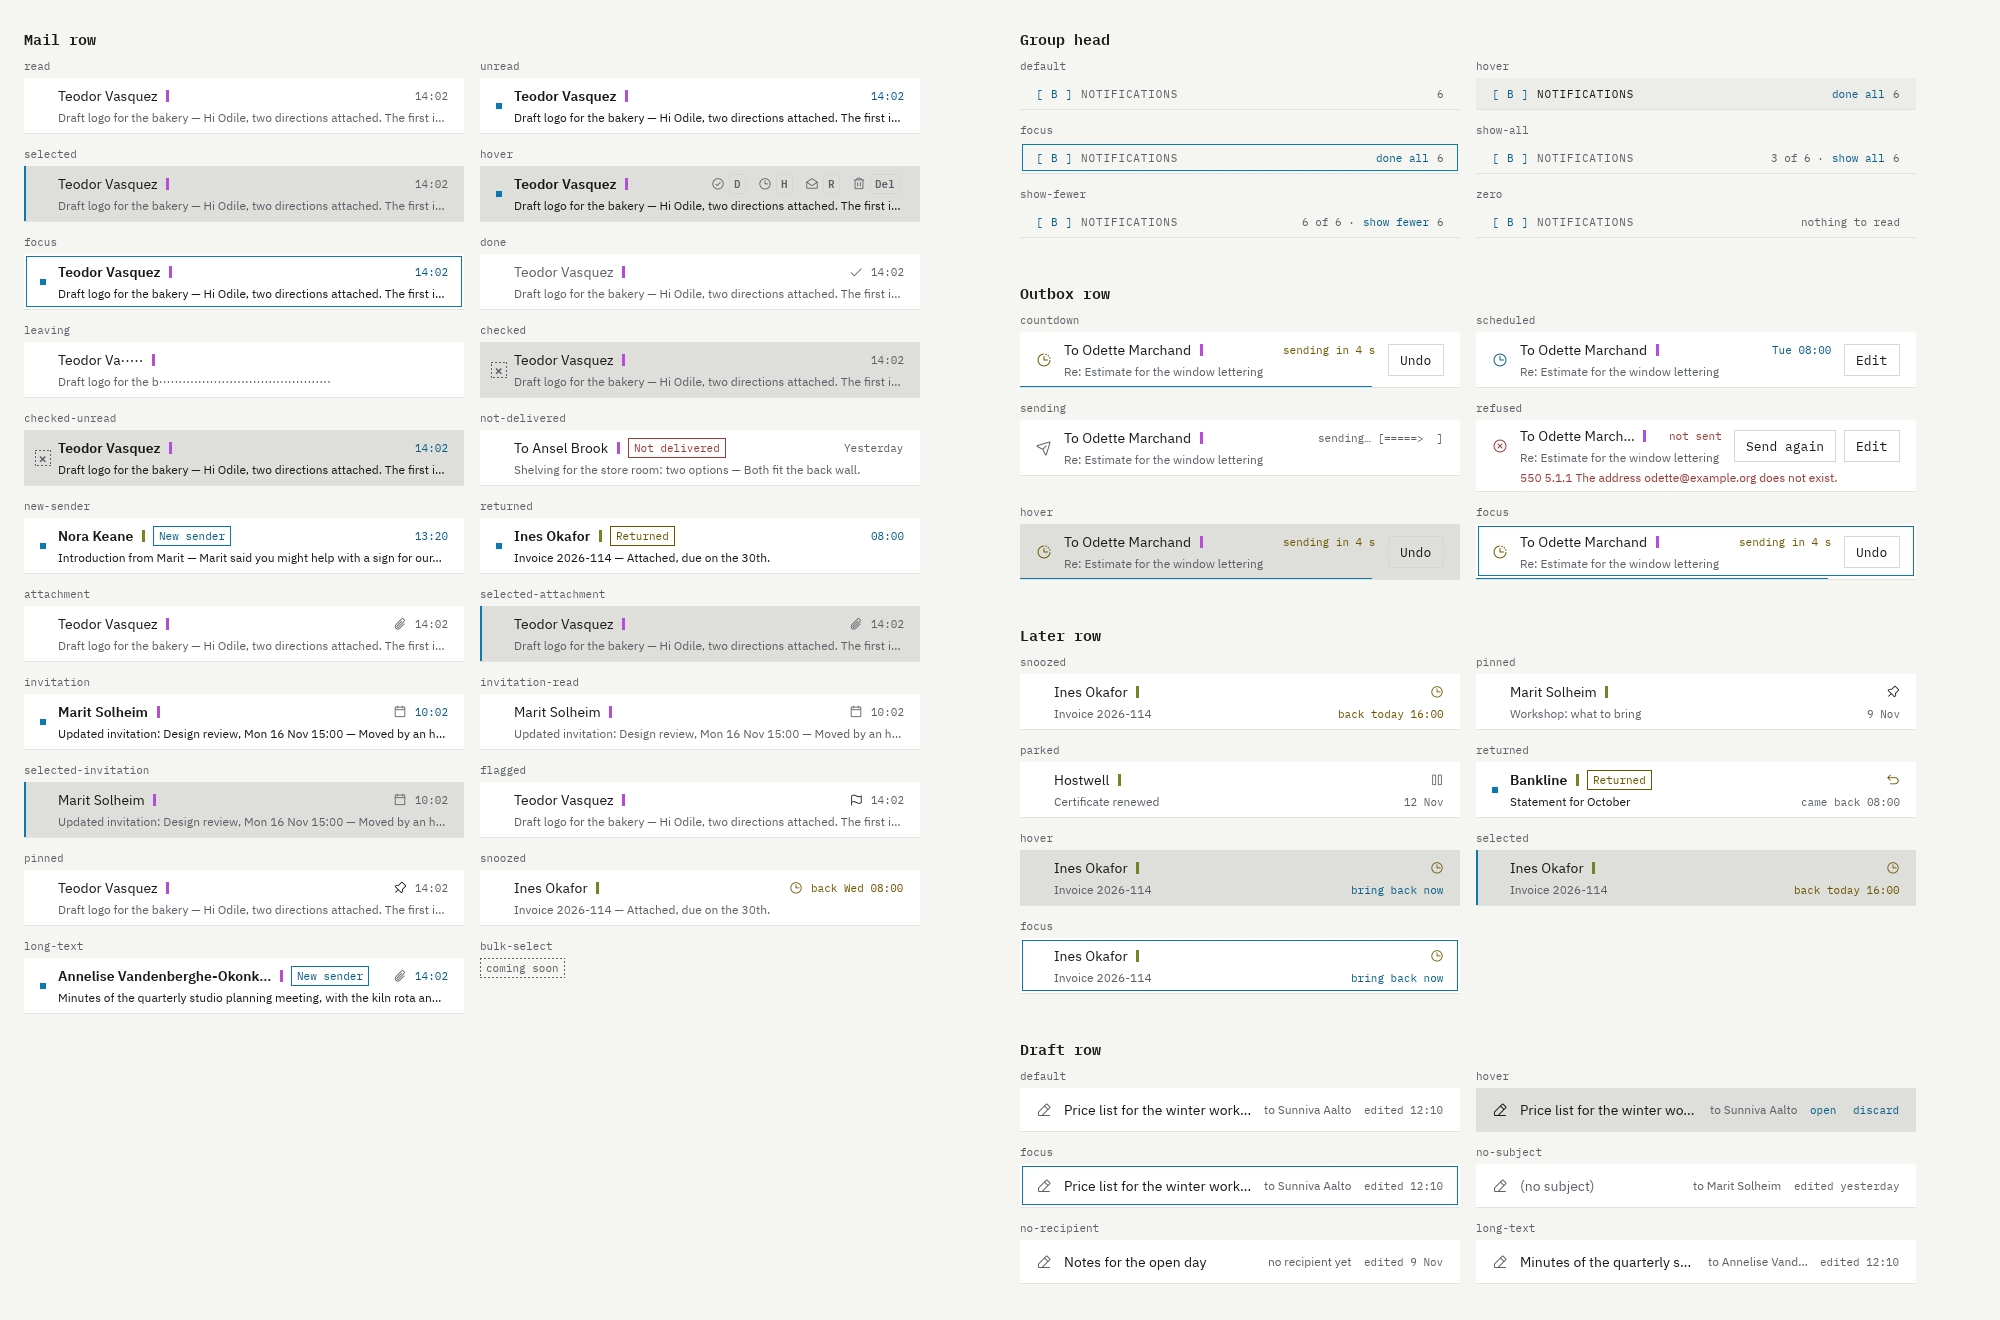 Mail row
read
Teodor Vasquez 14:02
Draft logo for the bakery — Hi Odile, two directions attached. The first i…
unread
Teodor Vasquez 14:02
Draft logo for the bakery — Hi Odile, two directions attached. The first i…
selected
Teodor Vasquez 14:02
Draft logo for the bakery — Hi Odile, two directions attached. The first i…
hover
Teodor Vasquez D H R Del
Draft logo for the bakery — Hi Odile, two directions attached. The first i…
focus
Teodor Vasquez 14:02
Draft logo for the bakery — Hi Odile, two directions attached. The first i…
done
Teodor Vasquez 14:02
Draft logo for the bakery — Hi Odile, two directions attached. The first i…
leaving
Teodor Va·····
Draft logo for the b············································
checked
Teodor Vasquez 14:02
Draft logo for the bakery — Hi Odile, two directions attached. The first i…
checked-unread
Teodor Vasquez 14:02
Draft logo for the bakery — Hi Odile, two directions attached. The first i…
not-delivered
To Ansel Brook Not delivered Yesterday
Shelving for the store room: two options — Both fit the back wall.
new-sender
Nora Keane New sender 13:20
Introduction from Marit — Marit said you might help with a sign for our…
returned
Ines Okafor Returned 08:00
Invoice 2026-114 — Attached, due on the 30th.
attachment
Teodor Vasquez 14:02
Draft logo for the bakery — Hi Odile, two directions attached. The first i…
selected-attachment
Teodor Vasquez 14:02
Draft logo for the bakery — Hi Odile, two directions attached. The first i…
invitation
Marit Solheim 10:02
Updated invitation: Design review, Mon 16 Nov 15:00 — Moved by an h…
invitation-read
Marit Solheim 10:02
Updated invitation: Design review, Mon 16 Nov 15:00 — Moved by an h…
selected-invitation
Marit Solheim 10:02
Updated invitation: Design review, Mon 16 Nov 15:00 — Moved by an h…
flagged
Teodor Vasquez 14:02
Draft logo for the bakery — Hi Odile, two directions attached. The first i…
pinned
Teodor Vasquez 14:02
Draft logo for the bakery — Hi Odile, two directions attached. The first i…
snoozed
Ines Okafor back Wed 08:00
Invoice 2026-114 — Attached, due on the 30th.
long-text
Annelise Vandenberghe-Okonk… New sender 14:02
Minutes of the quarterly studio planning meeting, with the kiln rota an…
bulk-select
coming soon
Group head
default
[ B ] NOTIFICATIONS 6
hover
[ B ] NOTIFICATIONS done all 6
focus
[ B ] NOTIFICATIONS done all 6
show-all
[ B ] NOTIFICATIONS 3 of 6 · show all 6
show-fewer
[ B ] NOTIFICATIONS 6 of 6 · show fewer 6
zero
[ B ] NOTIFICATIONS nothing to read
Outbox row
countdown
To Odette Marchand sending in 4 s Undo
Re: Estimate for the window lettering
scheduled
To Odette Marchand Tue 08:00 Edit
Re: Estimate for the window lettering
sending
To Odette Marchand sending… [=====> ]
Re: Estimate for the window lettering
refused
To Odette March… not sent Send again Edit
Re: Estimate for the window lettering
550 5.1.1 The address odette@example.org does not exist.
hover
To Odette Marchand sending in 4 s Undo
Re: Estimate for the window lettering
focus
To Odette Marchand sending in 4 s Undo
Re: Estimate for the window lettering
Later row
snoozed
Ines Okafor
Invoice 2026-114 back today 16:00
pinned
Marit Solheim
Workshop: what to bring 9 Nov
parked
Hostwell
Certificate renewed 12 Nov
returned
Bankline Returned
Statement for October came back 08:00
hover
Ines Okafor
Invoice 2026-114 bring back now
selected
Ines Okafor
Invoice 2026-114 back today 16:00
focus
Ines Okafor
Invoice 2026-114 bring back now
Draft row
default
Price list for the winter work… to Sunniva Aalto edited 12:10
hover
Price list for the winter wo… to Sunniva Aalto open discard
focus
Price list for the winter work… to Sunniva Aalto edited 12:10
no-subject
(no subject) to Marit Solheim edited yesterday
no-recipient
Notes for the open day no recipient yet edited 9 Nov
long-text
Minutes of the quarterly s… to Annelise Vand… edited 12:10